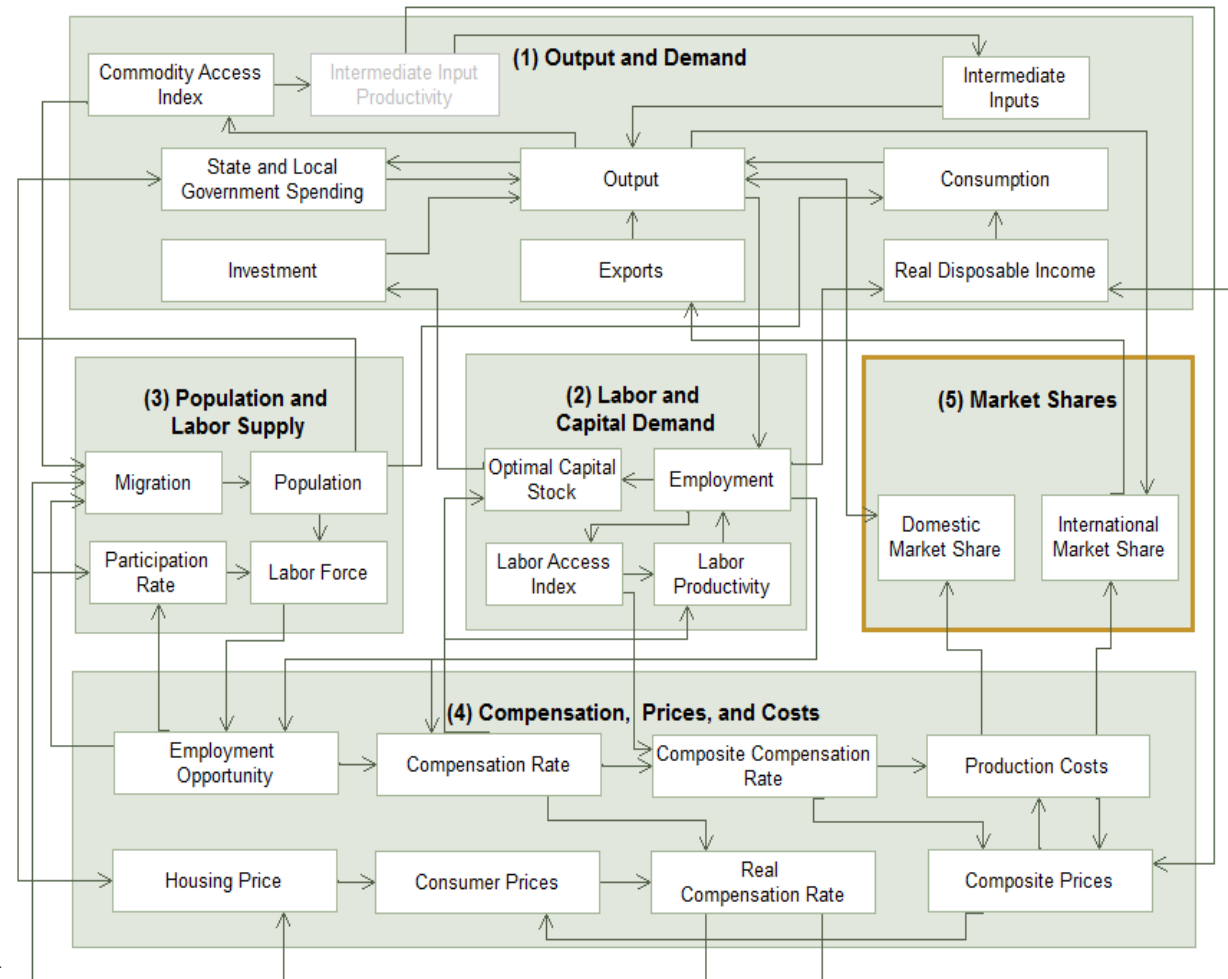 (1) Output and Demand
Commodity Access
Index
Intermediate Input
Productivity
Intermediate
Inputs
State and Local
Government Spending
Output
Consumption
Investment
Exports
Real Disposable Income
(3) Population and
Labor Supply
Migration
Population
Participation
Rate
Labor Force
(2) Labor and
Capital Demand
Optimal Capital
Stock
Employment
Labor Access
Index
Labor
Productivity
(5) Market Shares
Domestic
Market Share
International
Market Share
(4) Compensation, Prices, and Costs
Employment
Opportunity
Compensation Rate
Composite Compensation
Rate
Production Costs
Housing Price
Consumer Prices
Real
Compensation Rate
Composite Prices